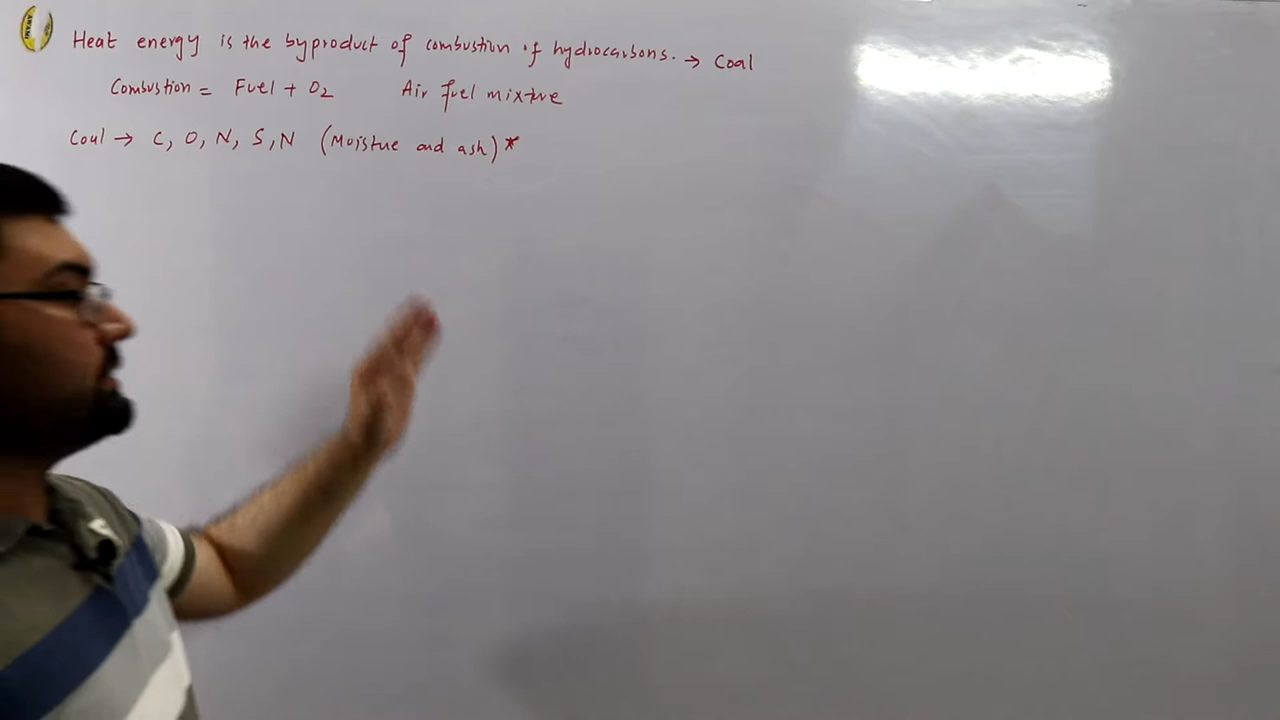 Heat energy is the byproduct of combustion of hydrocarbons. → Coal
Combustion = Fuel + O2 Air fuel mixture
Coal → C, O, N, S, N (Moisture and ash)*